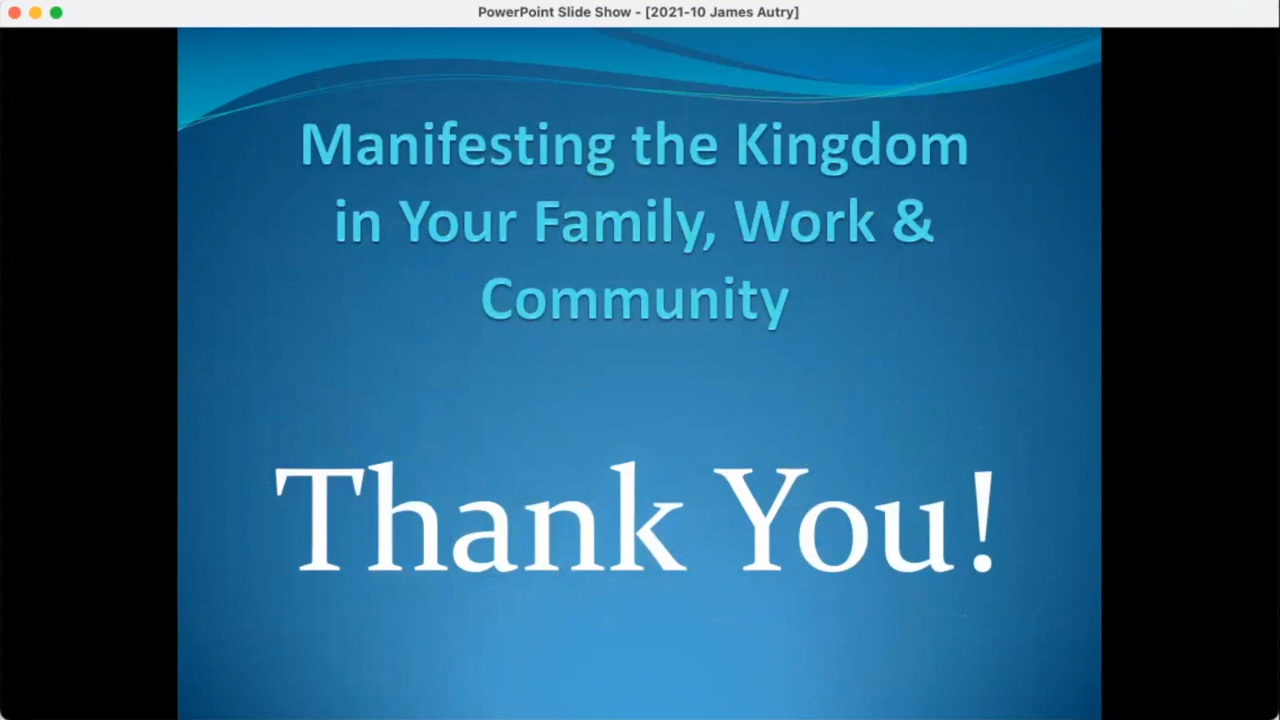 PowerPoint Slide Show - [2021-10 James Autry]
Manifesting the Kingdom
in Your Family, Work &
Community
Thank You!